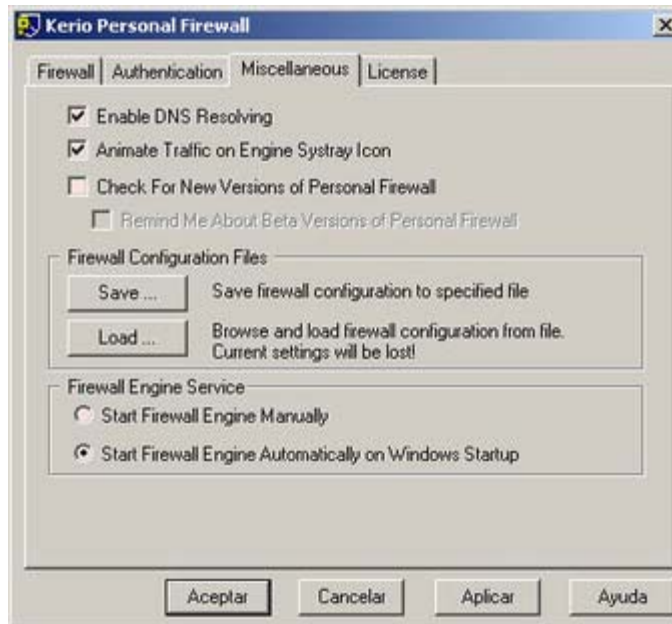 Kerio Personal Firewall
Firewall Authentication Miscellaneous License
Enable DNS Resolving
Animate Traffic on Engine Systray Icon
Check For New Versions of Personal Firewall
Remind Me About Beta Versions of Personal Firewall
Firewall Configuration Files
Save ... Save firewall configuration to specified file
Load ... Browse and load firewall configuration from file.
Current settings will be lost!
Firewall Engine Service
Start Firewall Engine Manually
Start Firewall Engine Automatically on Windows Startup
Aceptar Cancelar Aplicar Ayuda